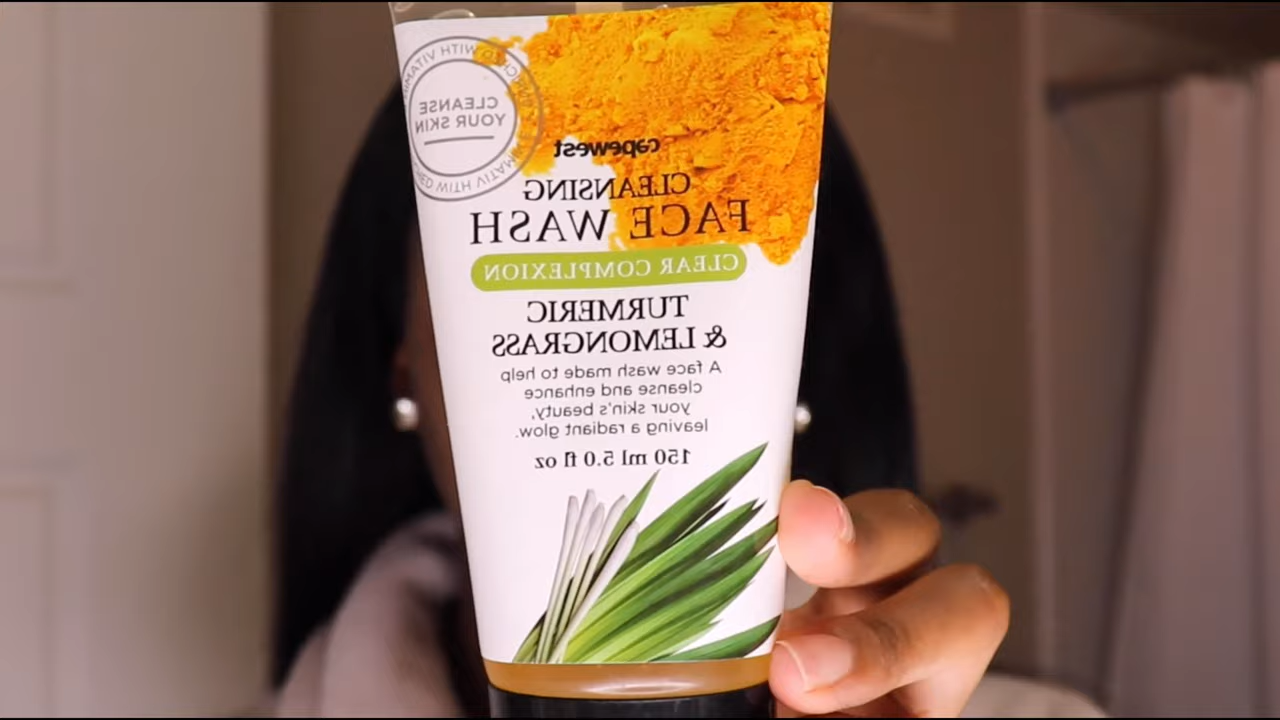 CLEANSE
YOUR SKIN
capewest
CLEANSING
FACE WASH
CLEAR COMPLEXION
TURMERIC
& LEMONGRASS
A face wash made to help
cleanse and enhance
your skin's beauty,
leaving a radiant glow.
150 ml 5.0 fl oz